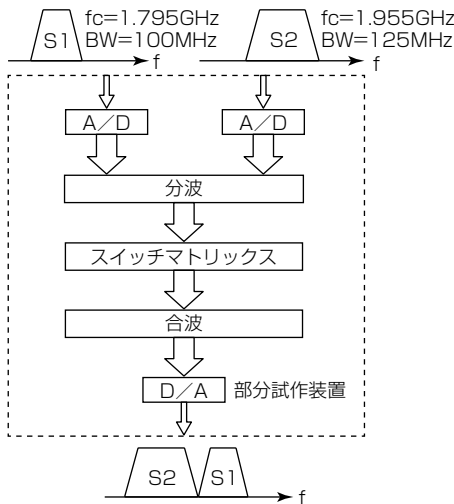 S1
fc=1.795GHz
BW=100MHz
f
S2
fc=1.955GHz
BW=125MHz
f
A/D
A/D
分波
スイッチマトリックス
合波
D/A
部分試作装置
S2
S1
f